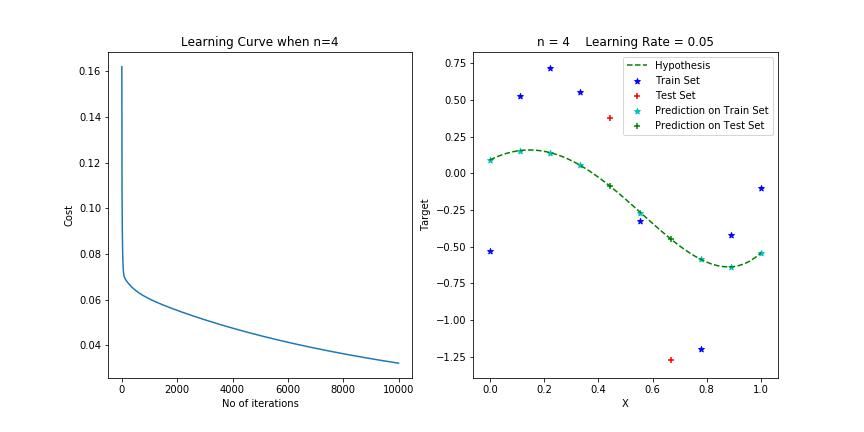 Learning Curve when n=4
0.16
0.14
0.12
0.10
0.08
0.06
0.04
Cost
0 2000 4000 6000 8000 10000
No of iterations
n = 4 Learning Rate = 0.05
0.75
0.50
0.25
0.00
−0.25
−0.50
−0.75
−1.00
−1.25
Target
Hypothesis
Train Set
Test Set
Prediction on Train Set
Prediction on Test Set
0.0 0.2 0.4 0.6 0.8 1.0
X